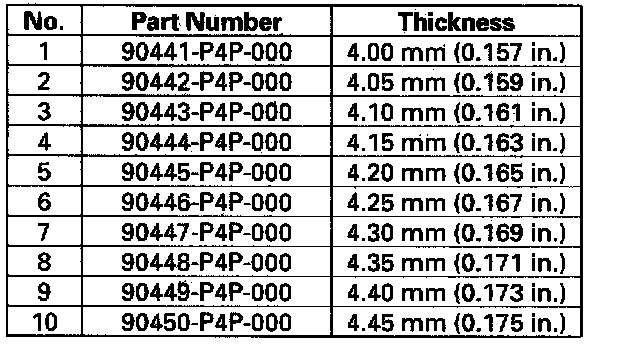 No. Part Number Thickness
1 90441-P4P-000 4.00 mm (0.157 in.)
2 90442-P4P-000 4.05 mm (0.159 in.)
3 90443-P4P-000 4.10 mm (0.161 in.)
4 90444-P4P-000 4.15 mm (0.163 in.)
5 90445-P4P-000 4.20 mm (0.165 in.)
6 90446-P4P-000 4.25 mm (0.167 in.)
7 90447-P4P-000 4.30 mm (0.169 in.)
8 90448-P4P-000 4.35 mm (0.171 in.)
9 90449-P4P-000 4.40 mm (0.173 in.)
10 90450-P4P-000 4.45 mm (0.175 in.)